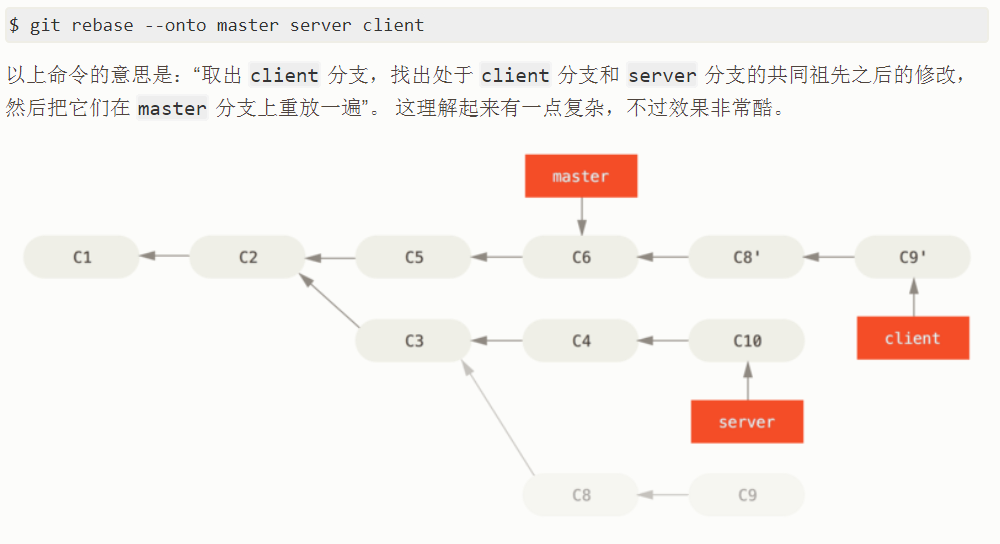 $ git rebase --onto master server client
以上命令的意思是：“取出 client 分支，找出处于 client 分支和 server 分支的共同祖先之后的修改，
然后把它们在 master 分支上重放一遍”。 这理解起来有一点复杂，不过效果非常酷。
master
C1
C2
C5
C6
C8'
C9'
C3
C4
C10
client
server
C8
C9